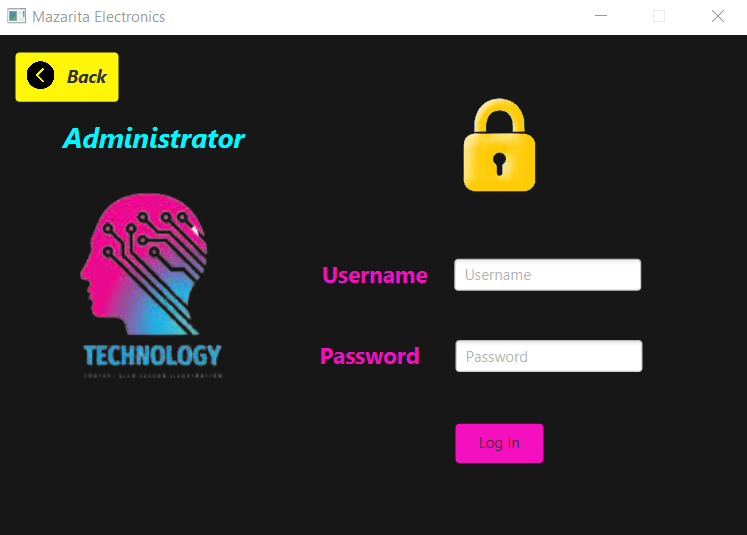 Mazarita Electronics
Back
Administrator
TECHNOLOGY
Username
Username
Password
Password
Log In